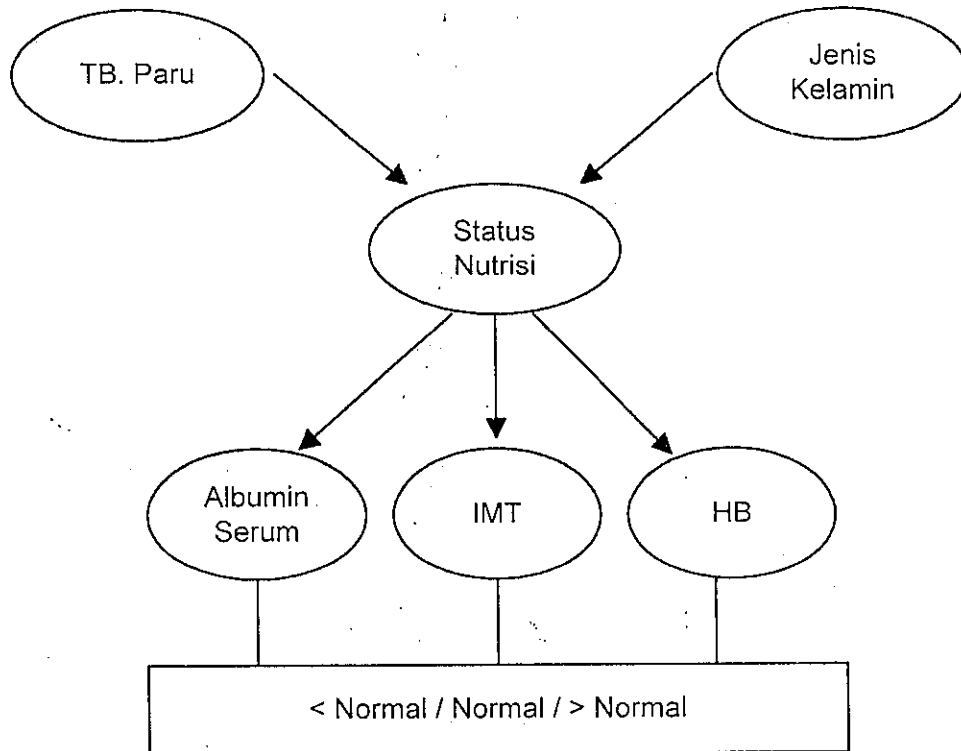 TB. Paru
Jenis
Kelamin
Status
Nutrisi
Albumin
Serum
IMT
HB
< Normal / Normal / > Normal